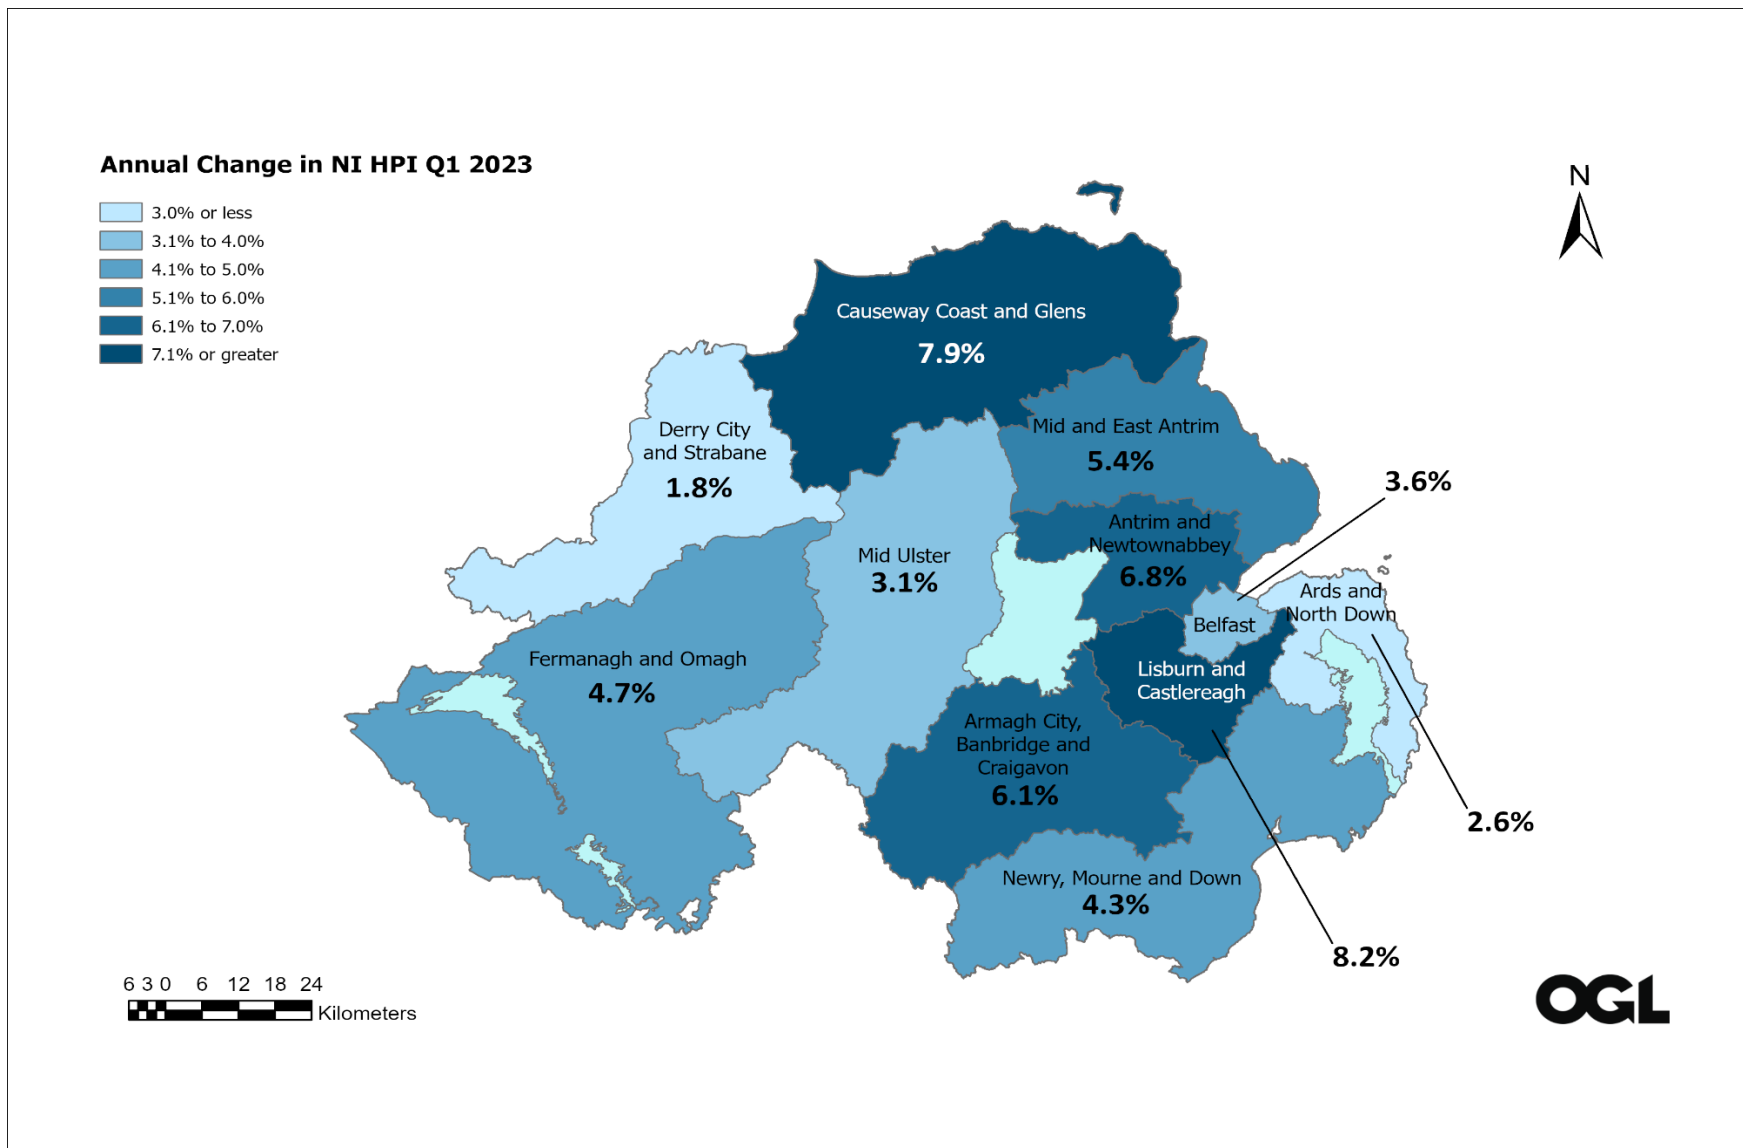 Annual Change in NI HPI Q1 2023
3.0% or less
3.1% to 4.0%
4.1% to 5.0%
5.1% to 6.0%
6.1% to 7.0%
7.1% or greater
N
Causeway Coast and Glens
7.9%
Derry City
and Strabane
1.8%
Mid and East Antrim
5.4%
3.6%
Antrim and
Newtownabbey
6.8%
Mid Ulster
3.1%
Ards and
North Down
Belfast
Fermanagh and Omagh
4.7%
Lisburn and
Castlereagh
Armagh City,
Banbridge and
Craigavon
6.1%
2.6%
Newry, Mourne and Down
4.3%
8.2%
6 3 0 6 12 18 24
Kilometers
OGL